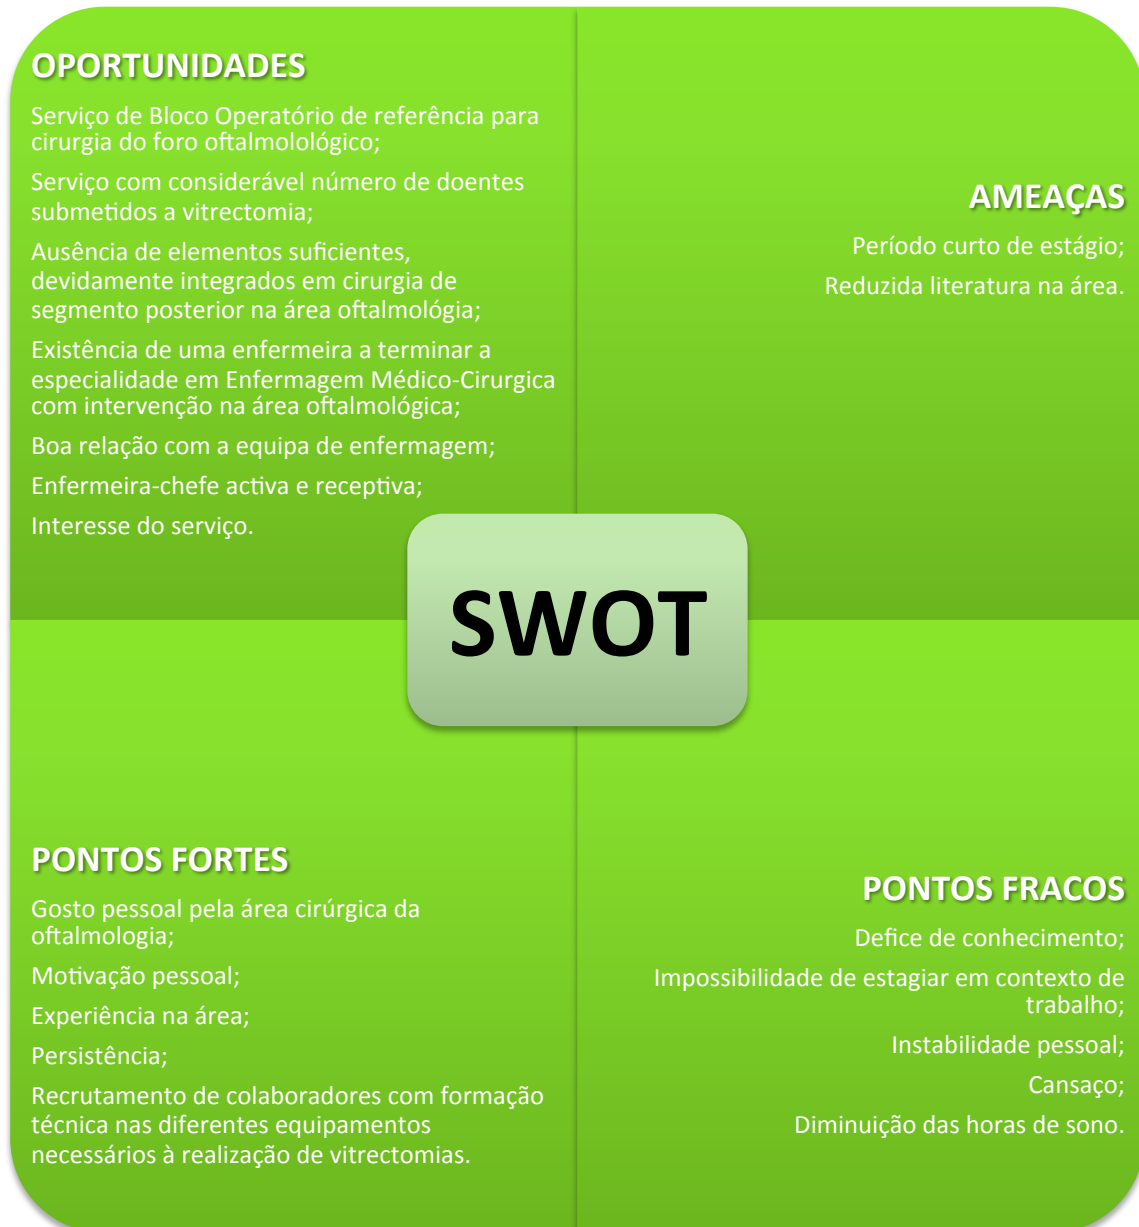 OPORTUNIDADES
Serviço de Bloco Operatório de referência para
cirurgia do foro oftalmolológico;
Serviço com considerável número de doentes
submetidos a vitrectomia;
Ausência de elementos suficientes,
devidamente integrados em cirurgia de
segmento posterior na área oftalmológia;
Existência de uma enfermeira a terminar a
especialidade em Enfermagem Médico-Cirurgica
com intervenção na área oftalmológica;
Boa relação com a equipa de enfermagem;
Enfermeira-chefe activa e receptiva;
Interesse do serviço.
AMEAÇAS
Período curto de estágio;
Reduzida literatura na área.
SWOT
PONTOS FORTES
Gosto pessoal pela área cirúrgica da
oftalmologia;
Motivação pessoal;
Experiência na área;
Persistência;
Recrutamento de colaboradores com formação
técnica nas diferentes equipamentos
necessários à realização de vitrectomias.
PONTOS FRACOS
Defice de conhecimento;
Impossibilidade de estagiar em contexto de
trabalho;
Instabilidade pessoal;
Cansaço;
Diminuição das horas de sono.